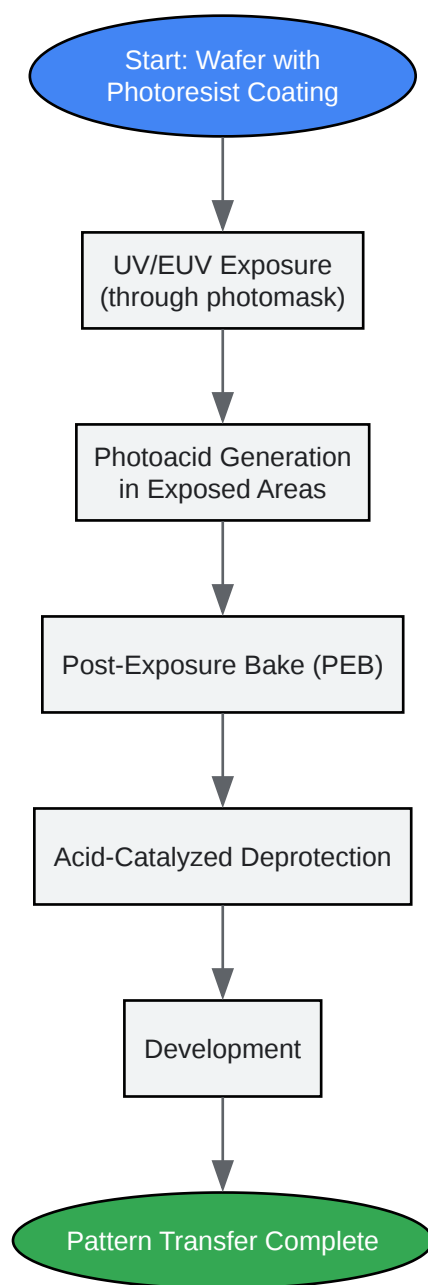 Start: Wafer with
Photoresist Coating
UV/EUV Exposure
(through photomask)
Photoacid Generation
in Exposed Areas
Post-Exposure Bake (PEB)
Acid-Catalyzed Deprotection
Development
Pattern Transfer Complete